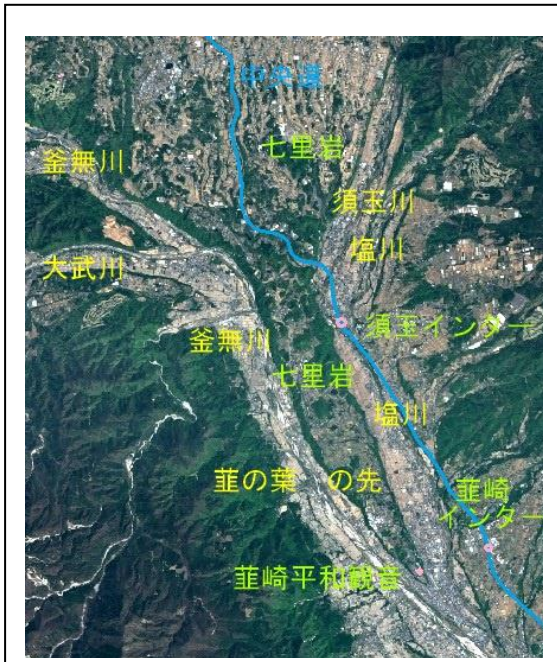 中央道
七里岩
釜無川
須玉川
塩川
大武川
須玉インター
釜無川
七里岩
塩川
韮の葉 の先
韮崎
インター
韮崎平和観音